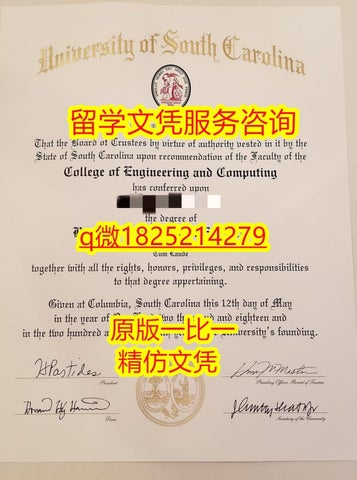 University of South Carolina
留学文凭服务咨询
That the Board of Trustees by virtue of authority vested in it by the
State of South Carolina upon recommendation of the Faculty of the
College of Engineering and Computing
has conferred upon
the degree of
q微1825214279
Cum Laude
together with all the rights, honors, privileges, and responsibilities
to that degree appertaining.
Given at Columbia, South Carolina this 12th day of May
in the year of two thousand and eighteen and
in the two hundred a year of the University's founding.
原版一比一
精仿文凭
President
Presiding Officer, Board of Trustees
Dean
Secretary of the University